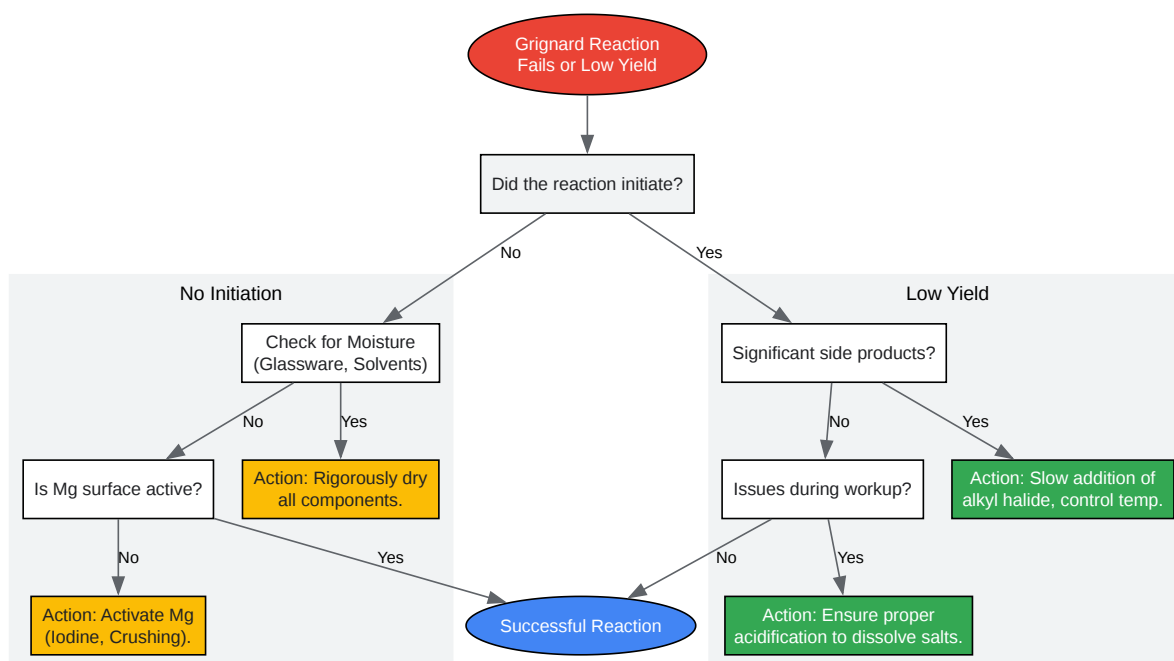 Grignard Reaction
Fails or Low Yield
Did the reaction initiate?
No
Yes
No Initiation
Low Yield
Check for Moisture
(Glassware, Solvents)
Significant side products?
No
Yes
No
Yes
Is Mg surface active?
Action: Rigorously dry
all components.
Issues during workup?
Action: Slow addition of
alkyl halide, control temp.
No
Yes
No
Yes
Action: Activate Mg
(Iodine, Crushing).
Successful Reaction
Action: Ensure proper
acidification to dissolve salts.